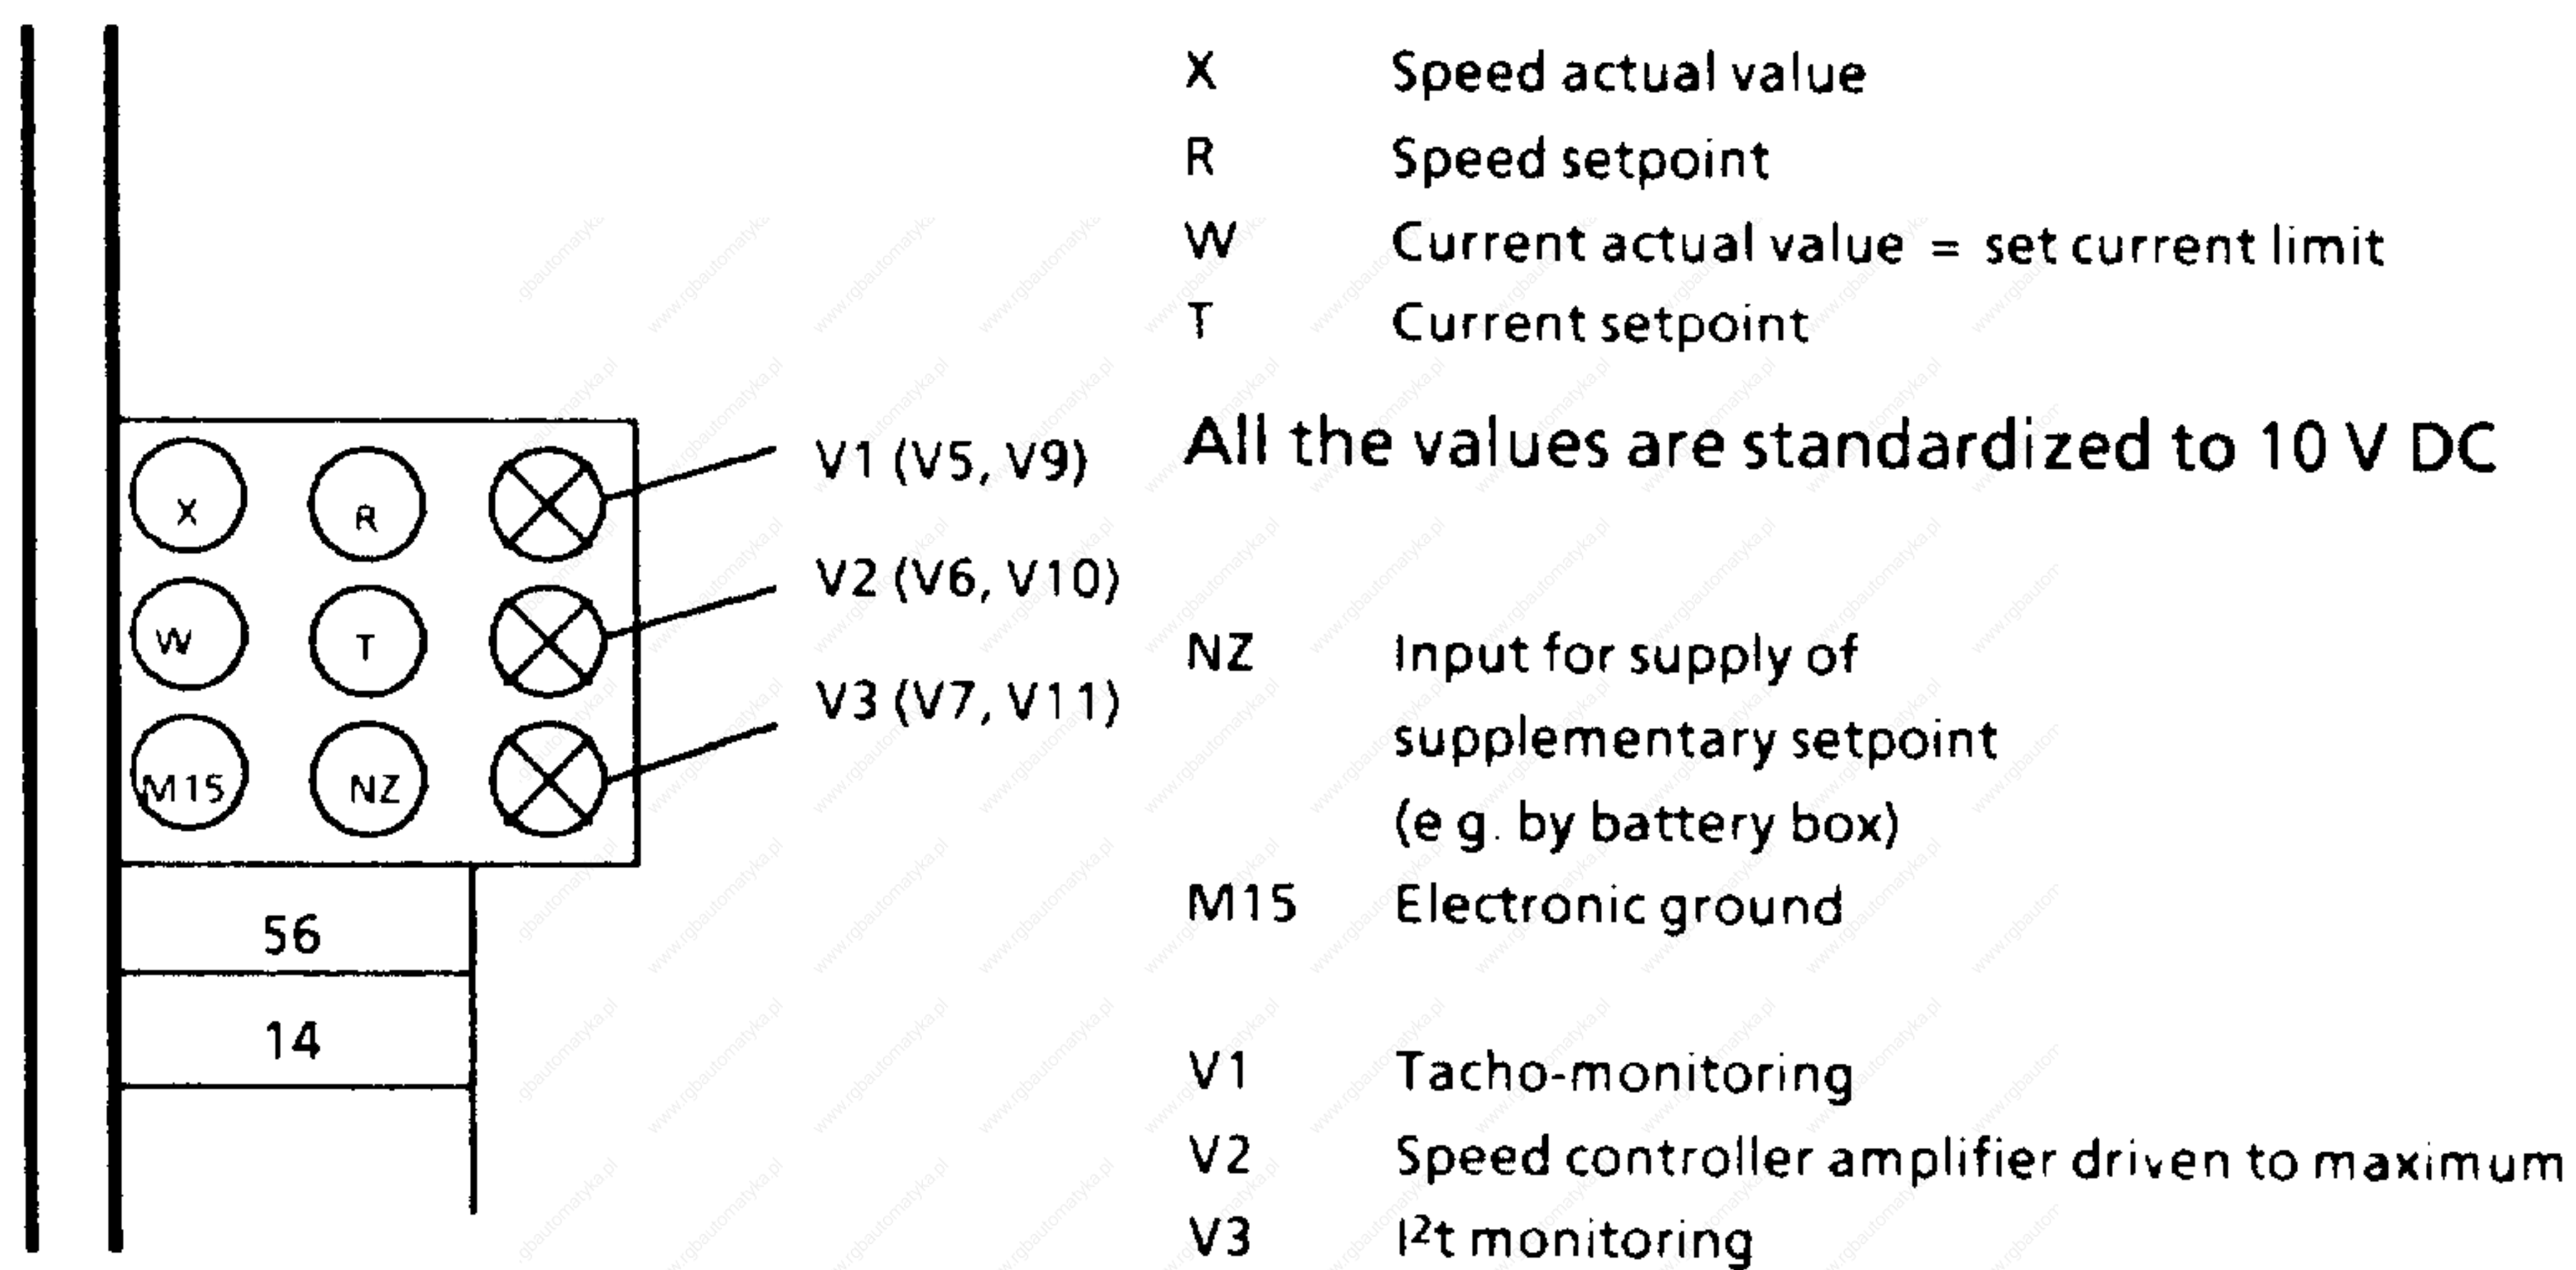 X Speed actual value
R Speed setpoint
W Current actual value = set current limit
T Current setpoint
All the values are standardized to 10 V DC
X R V1 (V5, V9)
W T V2 (V6, V10)
M15 NZ V3 (V7, V11)
56
14
NZ Input for supply of
supplementary setpoint
(e g. by battery box)
M15 Electronic ground
V1 Tacho-monitoring
V2 Speed controller amplifier driven to maximum
V3 I²t monitoring
www.rgbautomatyka.pl